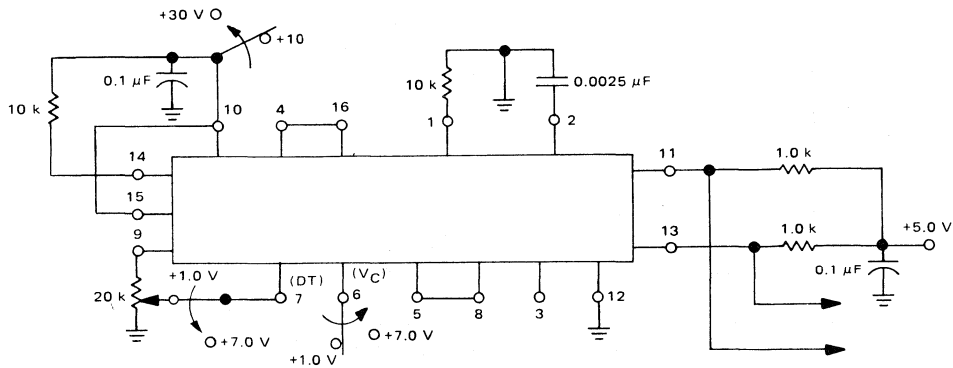 +30 V
+10
0.1 μF
10 k
10
4
16
10 k
0.0025 μF
1
2
14
15
9
11
1.0 k
13
1.0 k
+5.0 V
0.1 μF
+1.0 V
20 k
(DT)
7
+7.0 V
(VC)
6
+7.0 V
+1.0 V
5
8
3
12